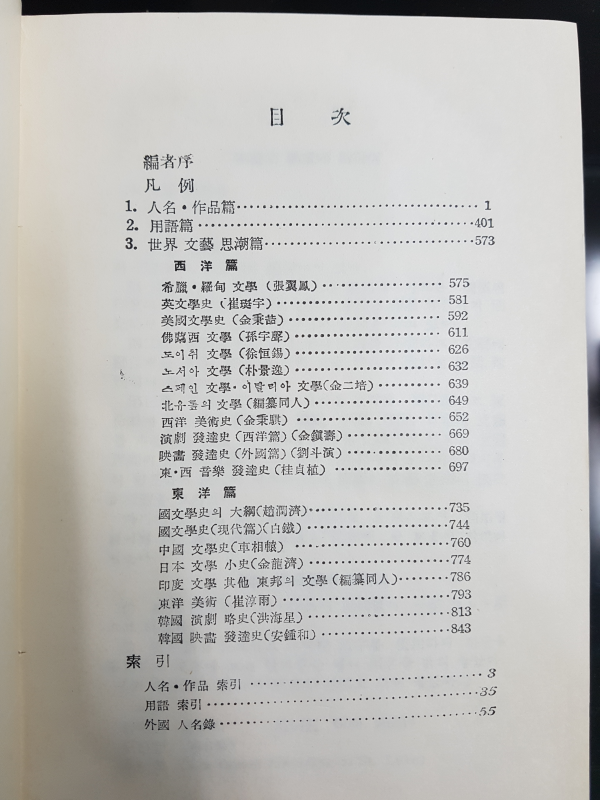 目 次
編者序
凡 例
1. 人名·作品篇 1
2. 用語篇 401
3. 世界 文藝 思潮篇 573
西 洋 篇
希臘·羅甸 文學 (張翼鳳) 575
英文學史 (崔斑宇) 581
美國文學史 (金秉喆) 592
佛蘭西 文學 (孫宇聲) 611
도이취 文學 (徐恒錫) 626
노서아 文學 (朴景逸) 632
스페인 文學·이탈리아 文學(金二培) 639
北유롭의 文學(編纂同人) 649
西洋 美術史(金秉騏) 652
演劇 發達史(西洋篇)(金鎭壽) 669
映畵 發達史(外國篇)(劉斗演) 680
東·西 音樂 發達史(桂貞植) 697
東 洋 篇
國文學史의 大綱(趙潤濟) 735
國文學史(現代篇)(白鐵) 744
中國 文學史(車相轅) 760
日本 文學 小史(金龍濟) 774
印度 文學 其他 東邦의 文學(編纂同人) 786
東洋 美術 (崔淳雨) 793
韓國 演劇 略史(洪海星) 813
韓國 映畵 發達史(安鍾和) 843
索 引
人名·作品 索引 3
用語 索引 35
外國 人名錄 55